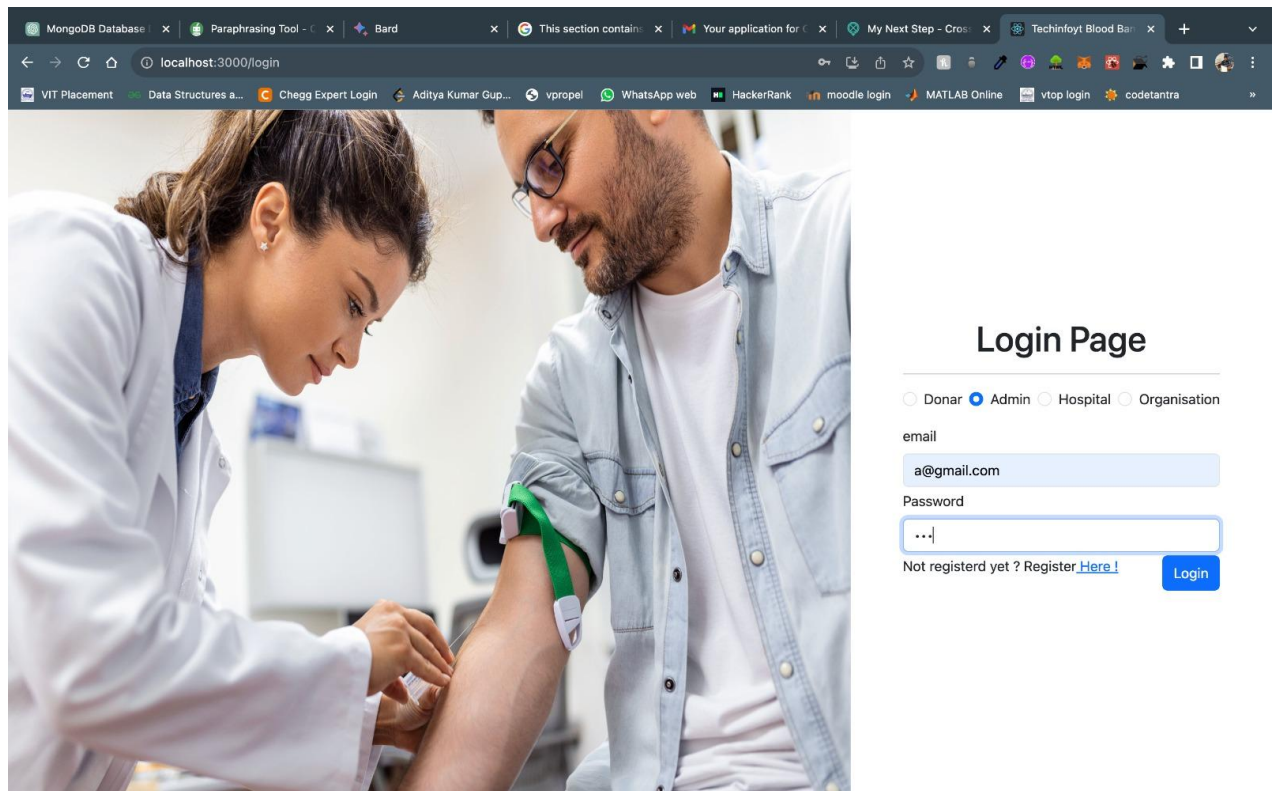 MongoDB Database
Paraphrasing Tool -
Bard
This section contains
Your application for
My Next Step - Cros
Techinfoyt Blood Ban
localhost:3000/login
VIT Placement
Data Structures a...
Chegg Expert Login
Aditya Kumar Gup...
vpropel
WhatsApp web
HackerRank
moodle login
MATLAB Online
vtop login
codetantra
»
Login Page
Donar Admin Hospital Organisation
email
a@gmail.com
Password
•••
Not registerd yet ? Register Here !
Login